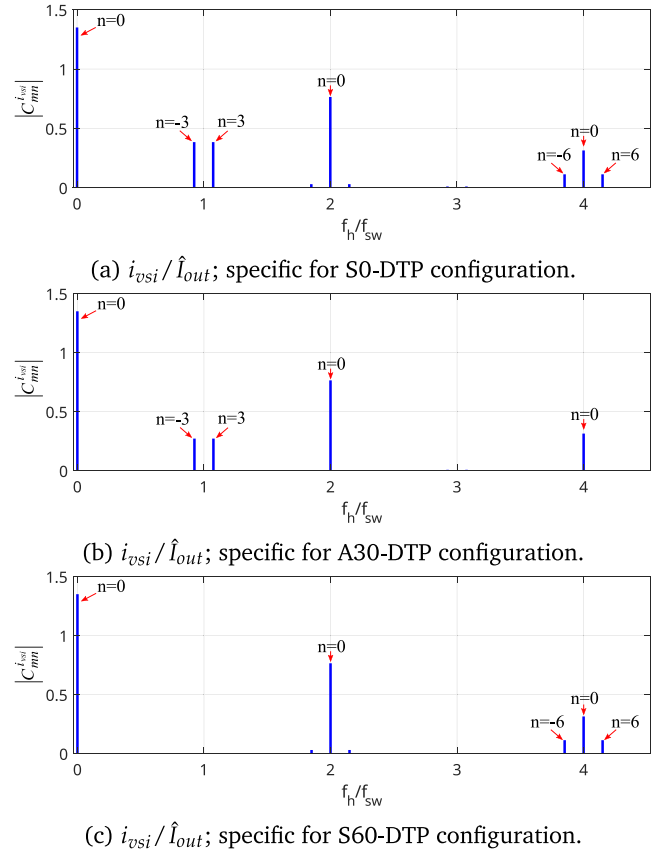 1.5
n=0
n=0
1
|C_{mn}^{i_{vsi}}|
n=-3
n=3
n=0
0.5
n=-6
n=6
0
0
1
2
3
4
f_h/f_sw
(a) i_{vsi}/Î_{out}; specific for S0-DTP configuration.
1.5
n=0
1
n=0
|C_{mn}^{i_{vsi}}|
n=-3
n=3
n=0
0.5
0
0
1
2
3
4
f_h/f_sw
(b) i_{vsi}/Î_{out}; specific for A30-DTP configuration.
1.5
n=0
1
n=0
|C_{mn}^{i_{vsi}}|
n=0
0.5
n=-6
n=6
0
0
1
2
3
4
f_h/f_sw
(c) i_{vsi}/Î_{out}; specific for S60-DTP configuration.